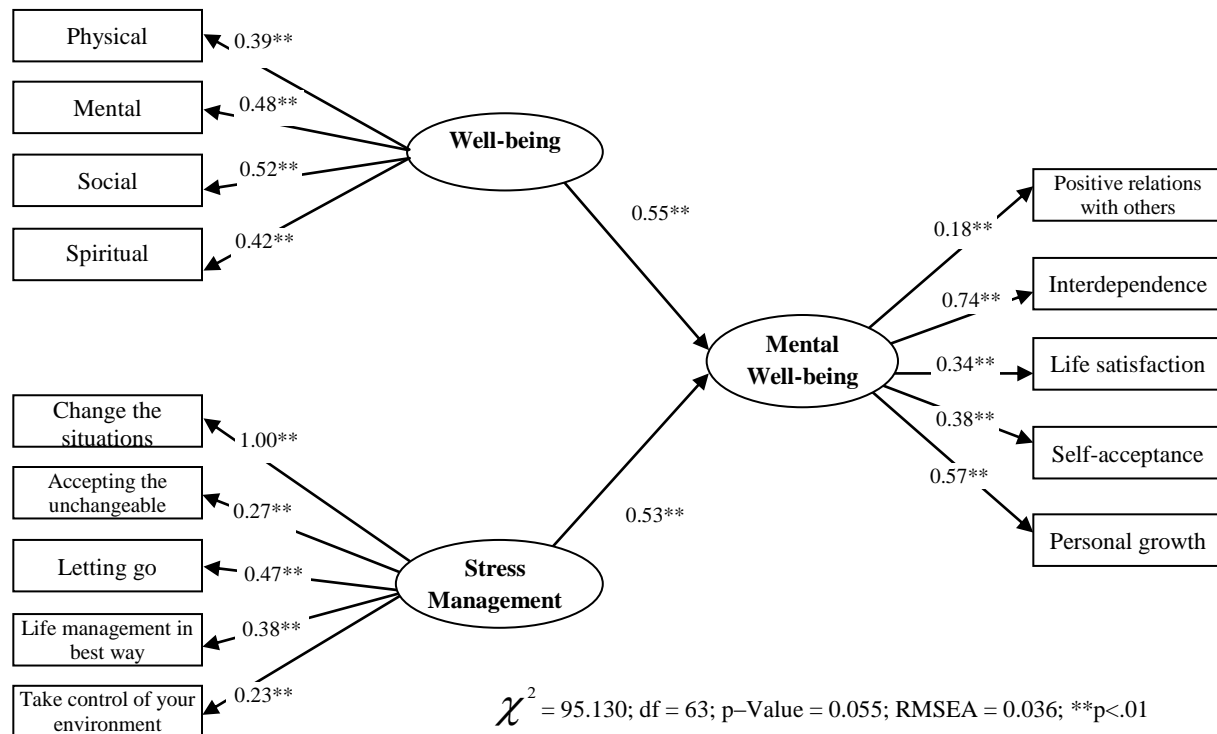 Physical
0.39**
Mental
0.48**
Social
0.52**
Spiritual
0.42**
Well-being
0.55**
Change the
situations
1.00**
Accepting the
unchangeable
0.27**
Letting go
0.47**
Life management in
best way
0.38**
Take control of your
environment
0.23**
Stress
Management
0.53**
Mental
Well-being
Positive relations
with others
0.18**
Interdependence
0.74**
Life satisfaction
0.34**
Self-acceptance
0.38**
Personal growth
0.57**
χ² = 95.130; df = 63; p–Value = 0.055; RMSEA = 0.036; **p<.01